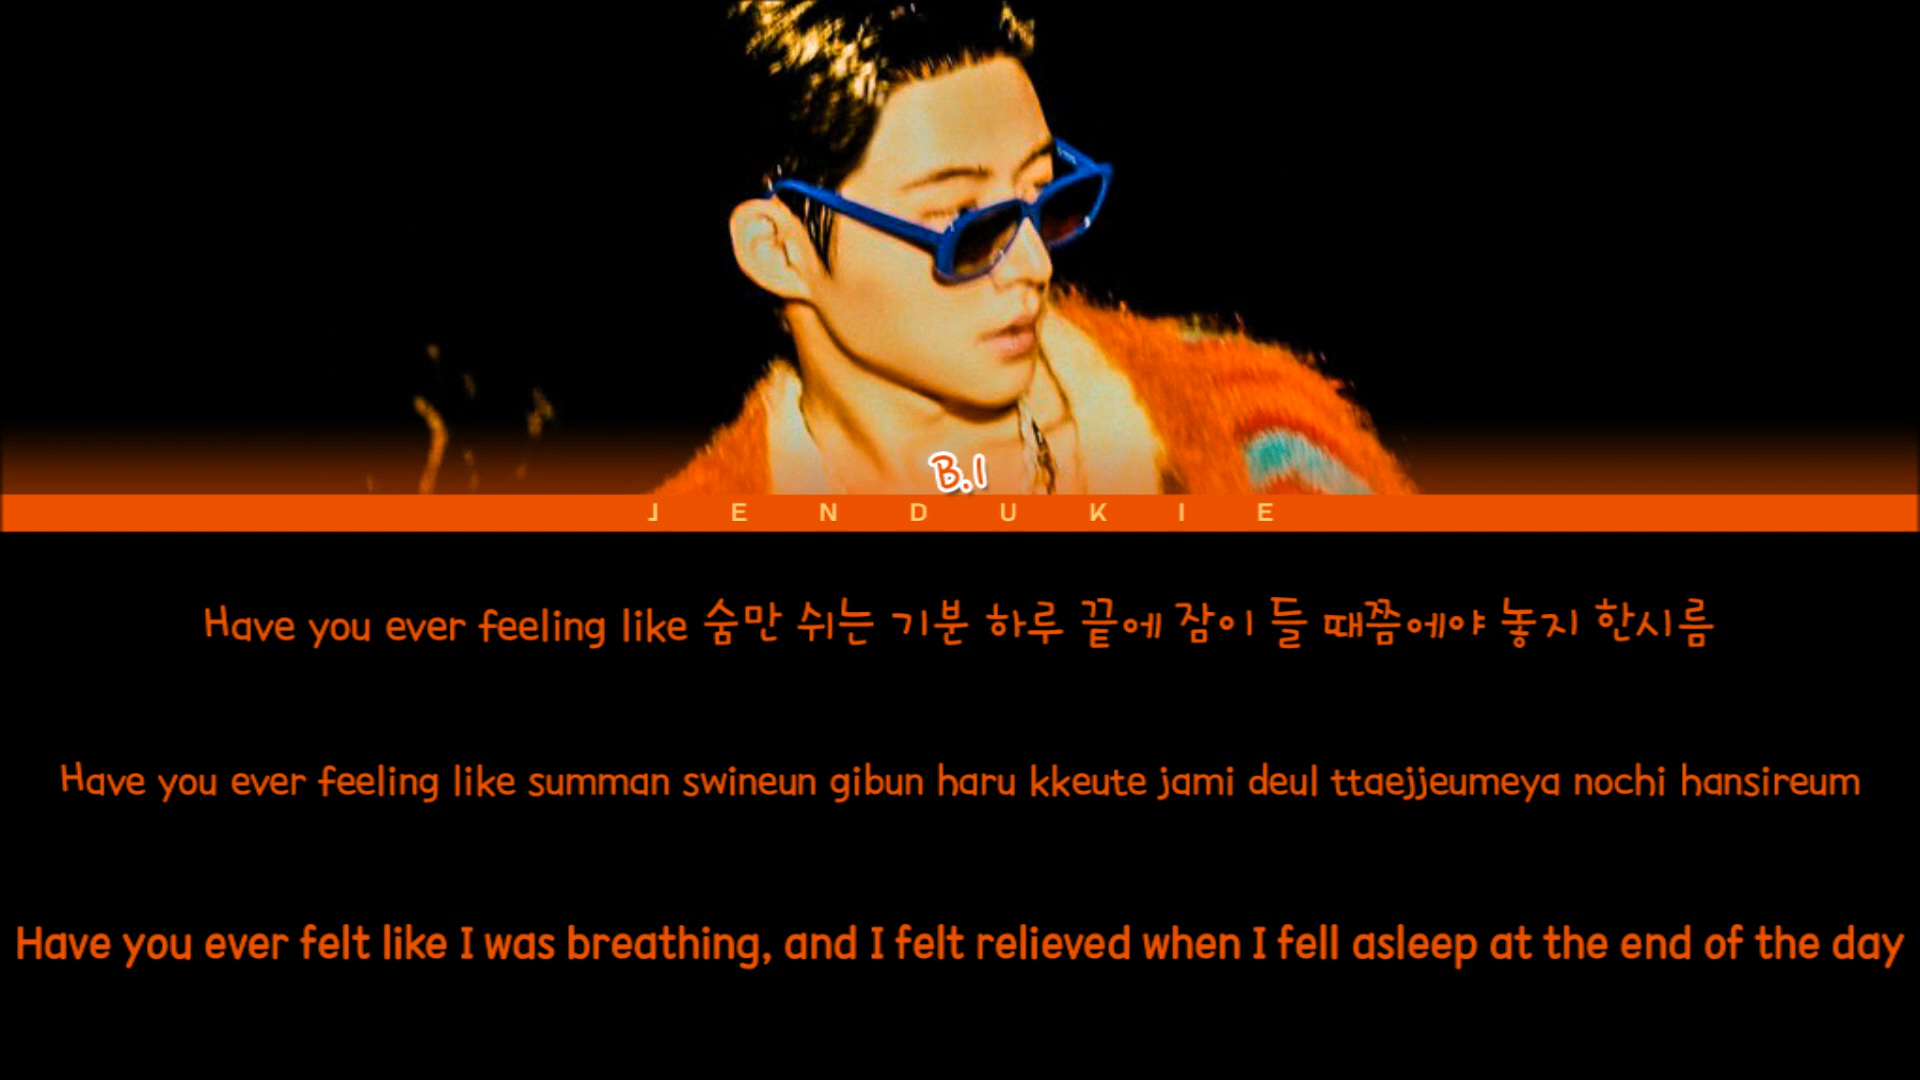 B.I
JENDUKIE
Have you ever feeling like 숨만 쉬는 기분 하루 끝에 잠이 들 때쯤에야 놓지 한시름
Have you ever feeling like summan swineun gibun haru kkeute jami deul ttaejjeumeya nochi hansireum
Have you ever felt like I was breathing, and I felt relieved when I fell asleep at the end of the day